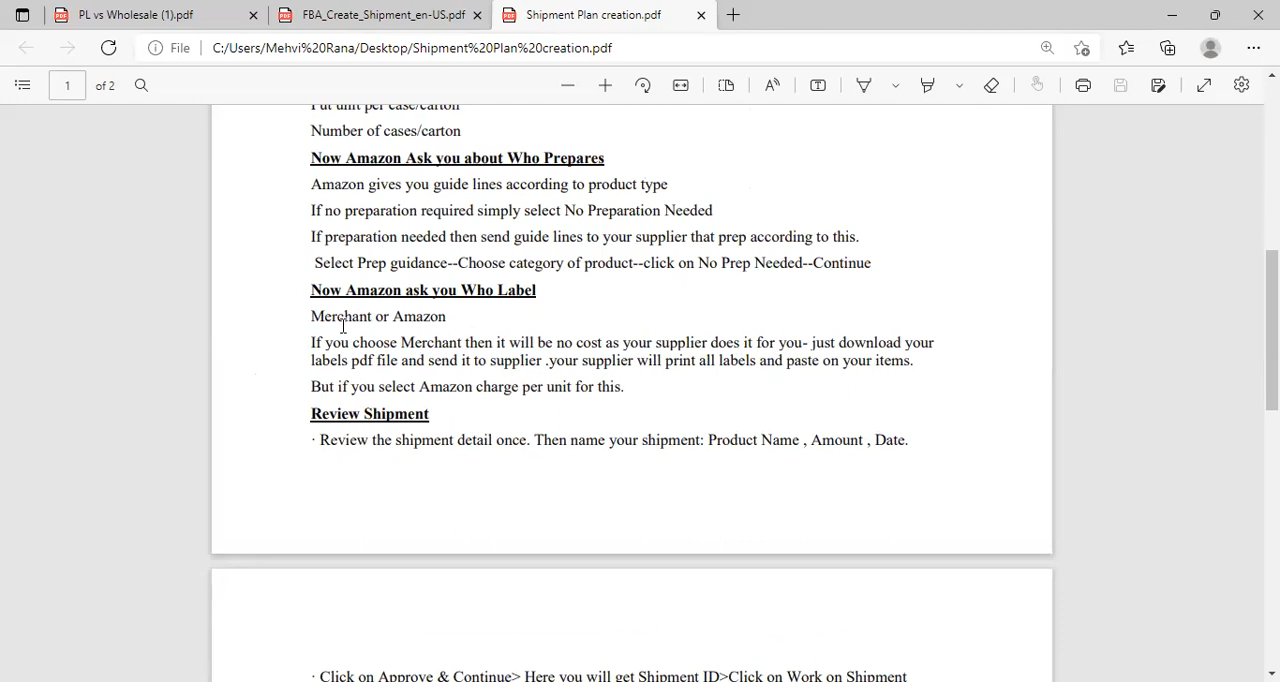 PL vs Wholesale (1).pdf
FBA_Create_Shipment_en-US.pdf
Shipment Plan creation.pdf
File
C:/Users/Mehvi%20Rana/Desktop/Shipment%20Plan%20creation.pdf
1 of 2
Put unit per case/carton
Number of cases/carton
Now Amazon Ask you about Who Prepares
Amazon gives you guide lines according to product type
If no preparation required simply select No Preparation Needed
If preparation needed then send guide lines to your supplier that prep according to this.
Select Prep guidance--Choose category of product--click on No Prep Needed--Continue
Now Amazon ask you Who Label
Merchant or Amazon
If you choose Merchant then it will be no cost as your supplier does it for you- just download your
labels pdf file and send it to supplier .your supplier will print all labels and paste on your items.
But if you select Amazon charge per unit for this.
Review Shipment
· Review the shipment detail once. Then name your shipment: Product Name , Amount , Date.
· Click on Approve & Continue> Here you will get Shipment ID>Click on Work on Shipment